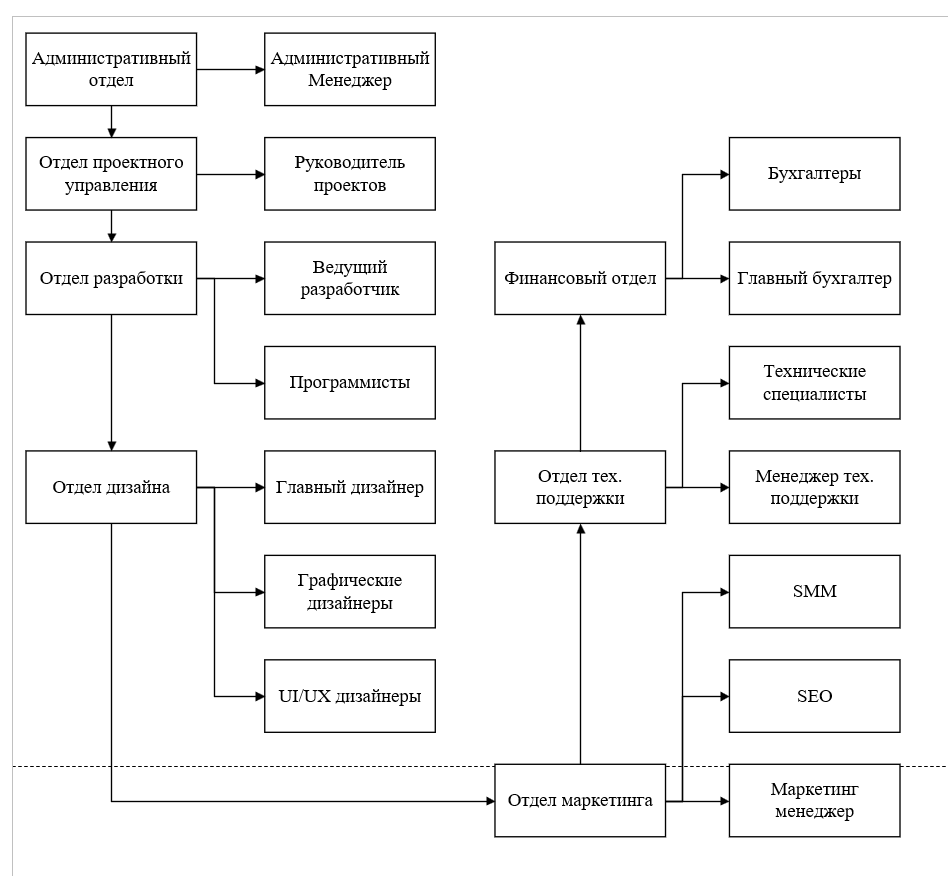 Административный
отдел
Административный
Менеджер
Отдел проектного
управления
Руководитель
проектов
Бухгалтеры
Отдел разработки
Ведущий
разработчик
Финансовый отдел
Главный бухгалтер
Программисты
Технические
специалисты
Отдел дизайна
Главный дизайнер
Отдел тех.
поддержки
Менеджер тех.
поддержки
Графические
дизайнеры
SMM
UI/UX дизайнеры
SEO
Отдел маркетинга
Маркетинг
менеджер